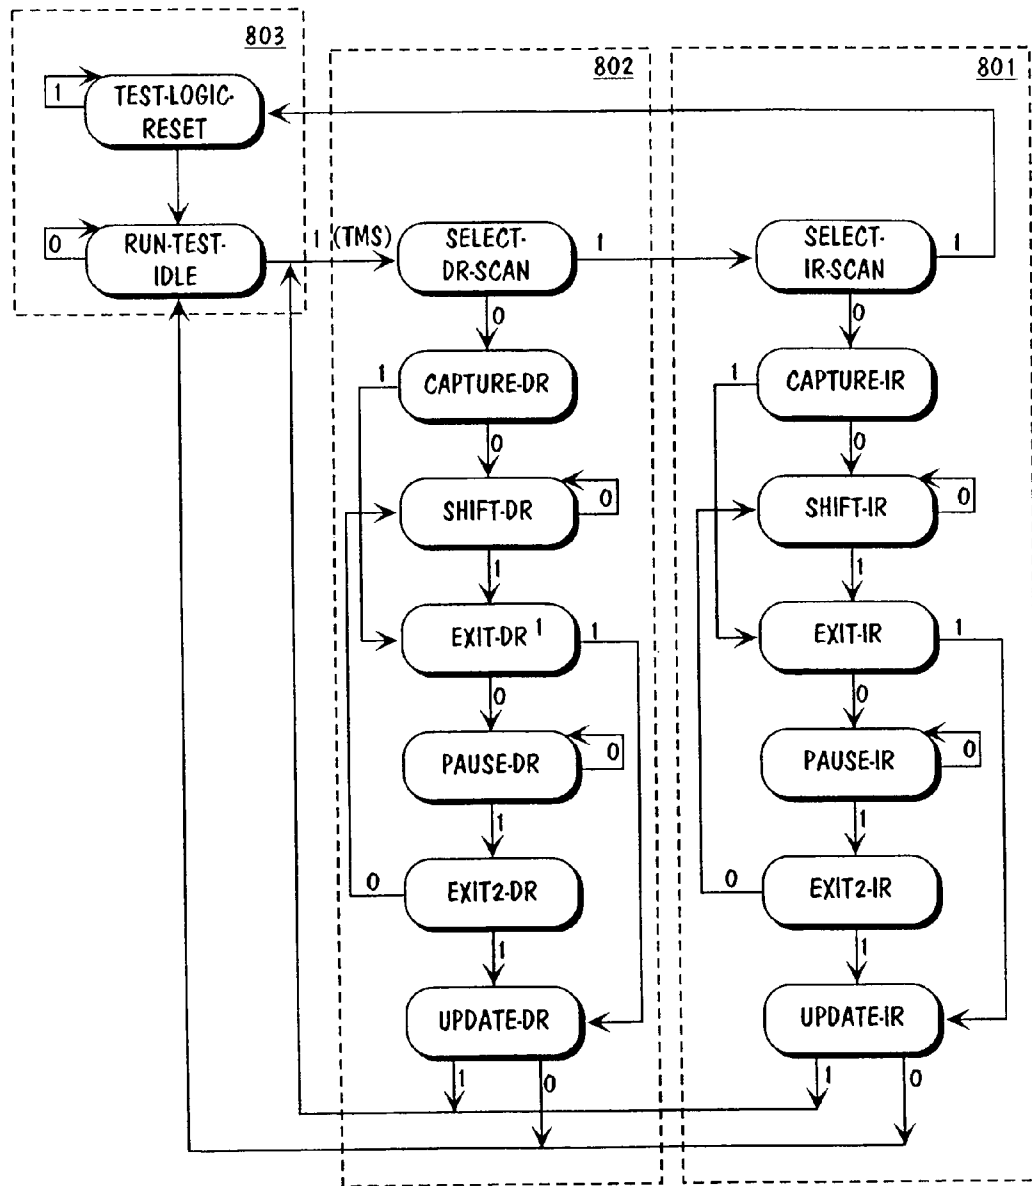 803
802
801
1
TEST-LOGIC-
RESET
0
RUN-TEST-
IDLE
1 (TMS)
SELECT-
DR-SCAN
1
SELECT-
IR-SCAN
1
0
0
1
CAPTURE-DR
1
CAPTURE-IR
0
0
SHIFT-DR
0
SHIFT-IR
0
1
1
EXIT-DR 1
1
EXIT-IR
1
0
0
PAUSE-DR
0
PAUSE-IR
0
1
1
0
EXIT2-DR
0
EXIT2-IR
1
1
UPDATE-DR
UPDATE-IR
1
0
1
0